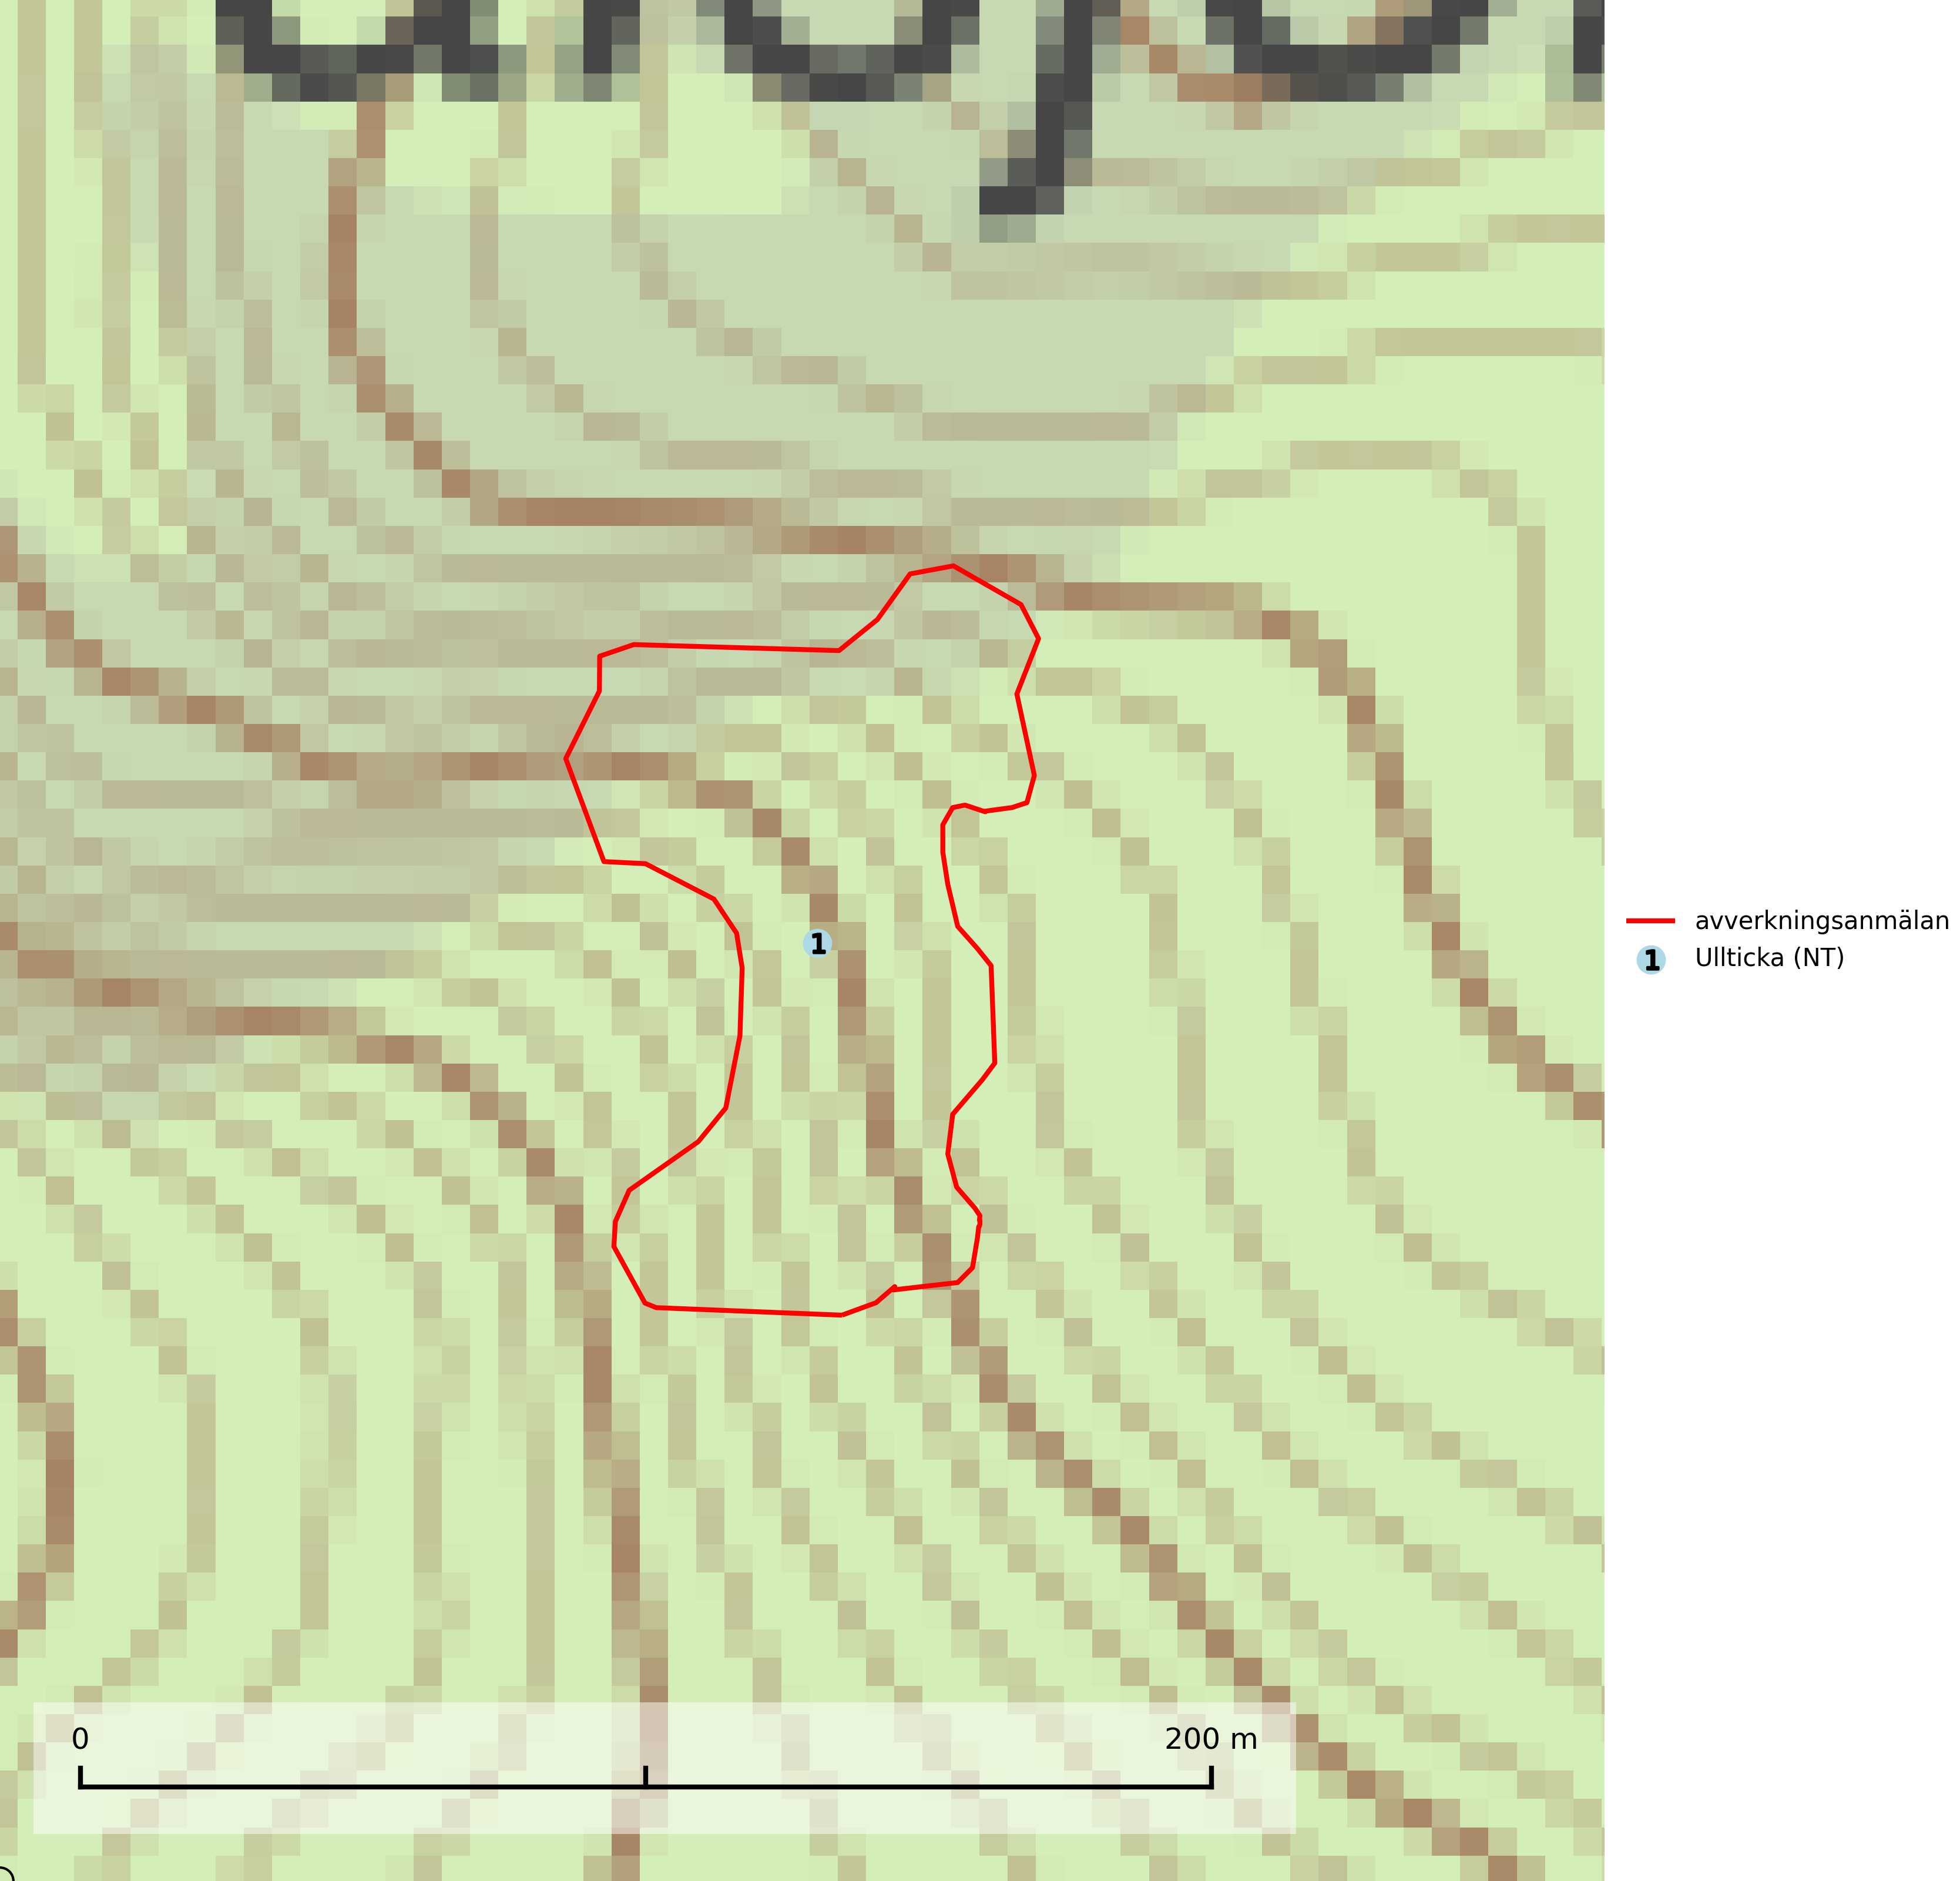 avverkningsanmälan
1
1 Ullticka (NT)
0 200 m